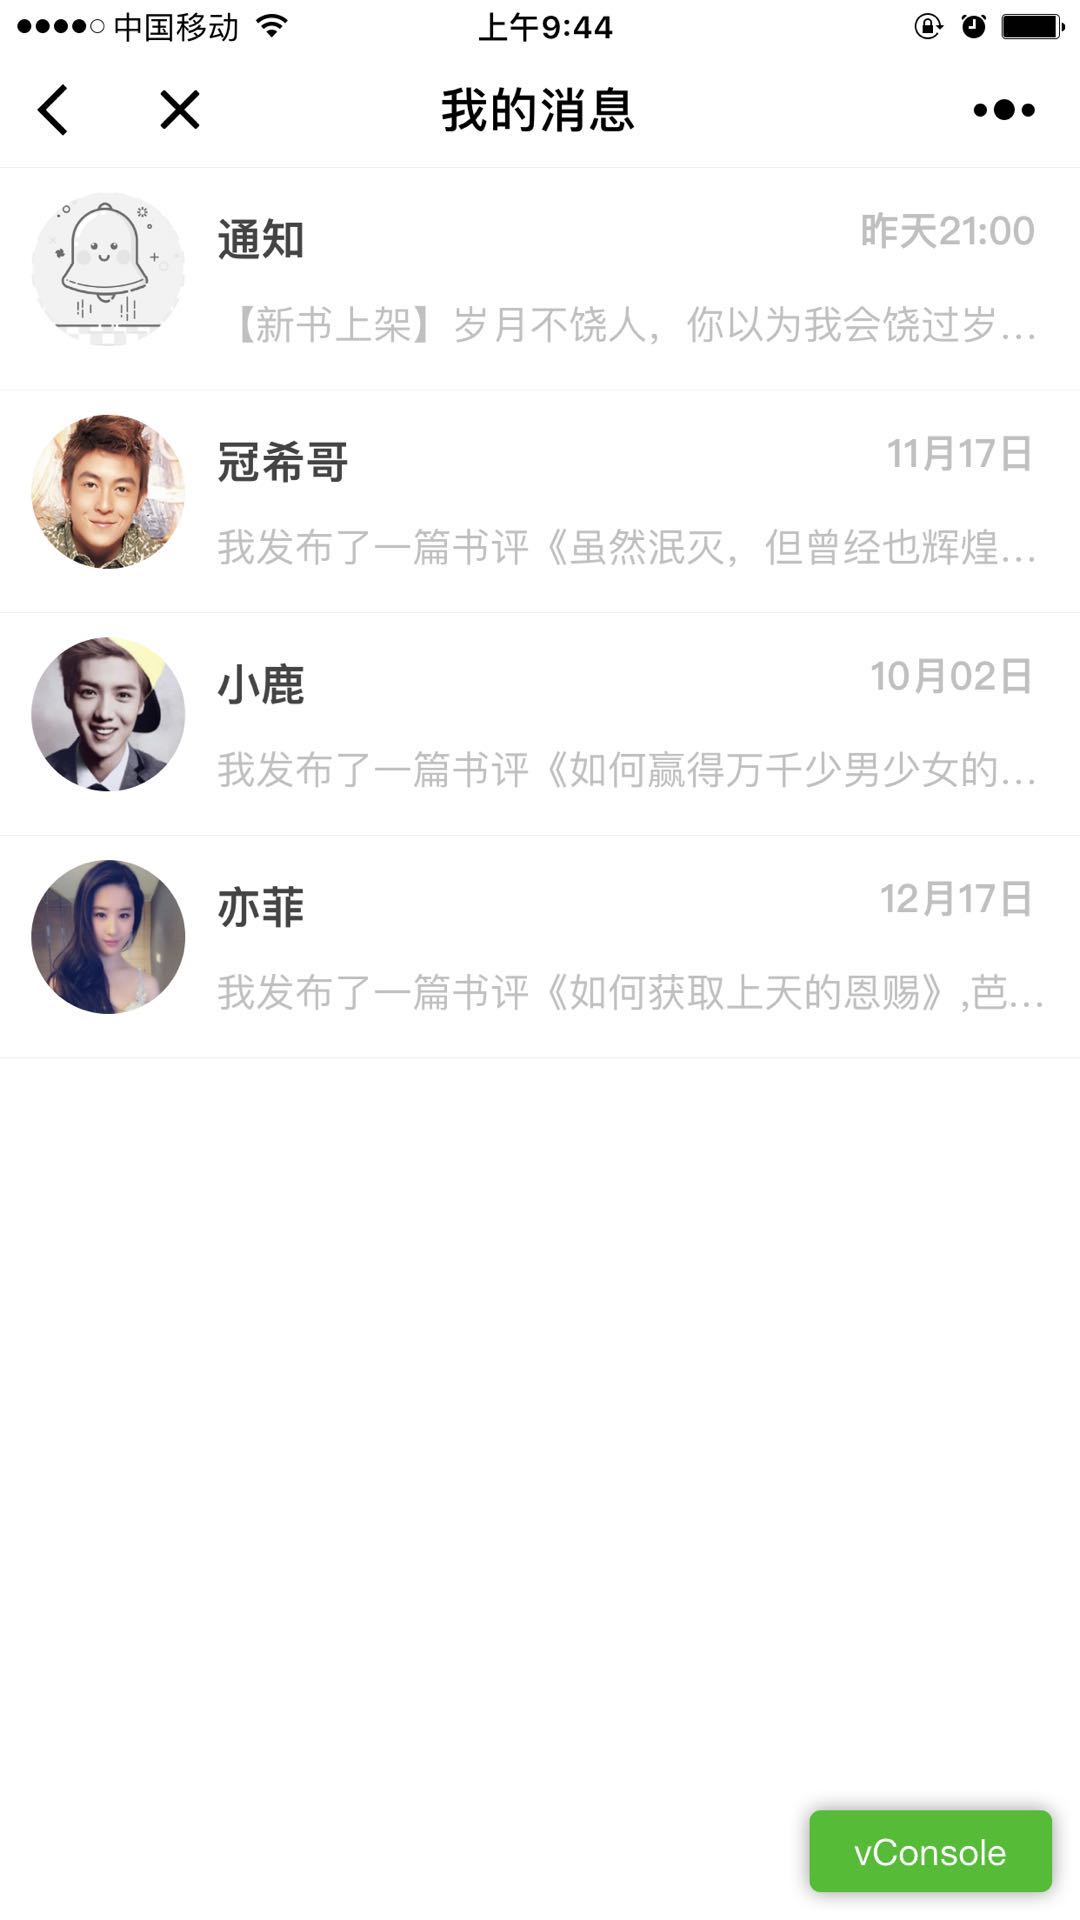 中国移动
上午9:44
我的消息
通知
昨天21:00
【新书上架】岁月不饶人，你以为我会饶过岁...
冠希哥
11月17日
我发布了一篇书评《虽然泯灭，但曾经也辉煌...
小鹿
10月02日
我发布了一篇书评《如何赢得万千少男少女的...
亦菲
12月17日
我发布了一篇书评《如何获取上天的恩赐》,芭...
vConsole